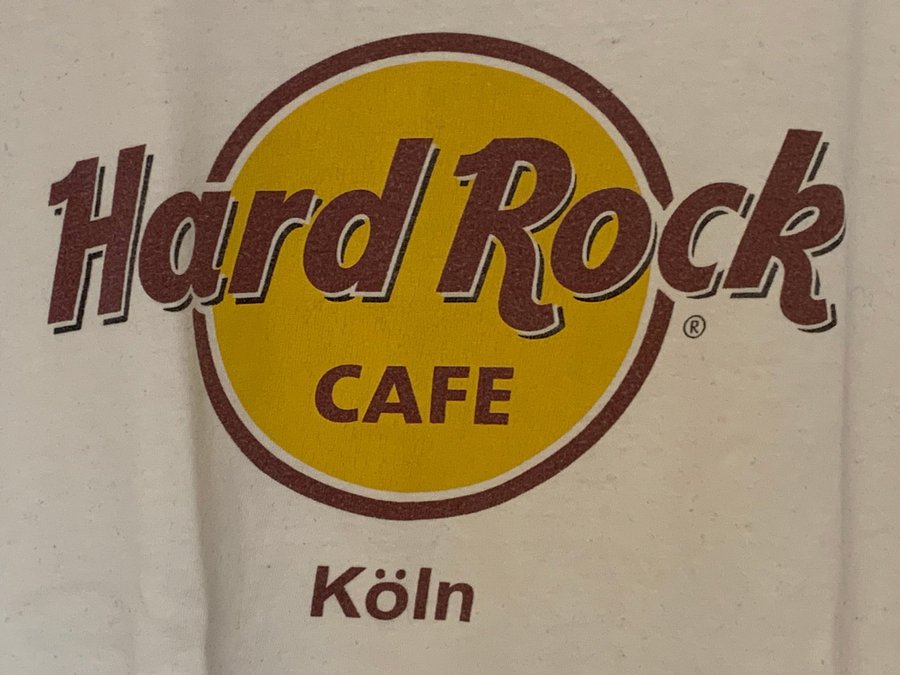 Hard Rock
®
CAFE
Köln